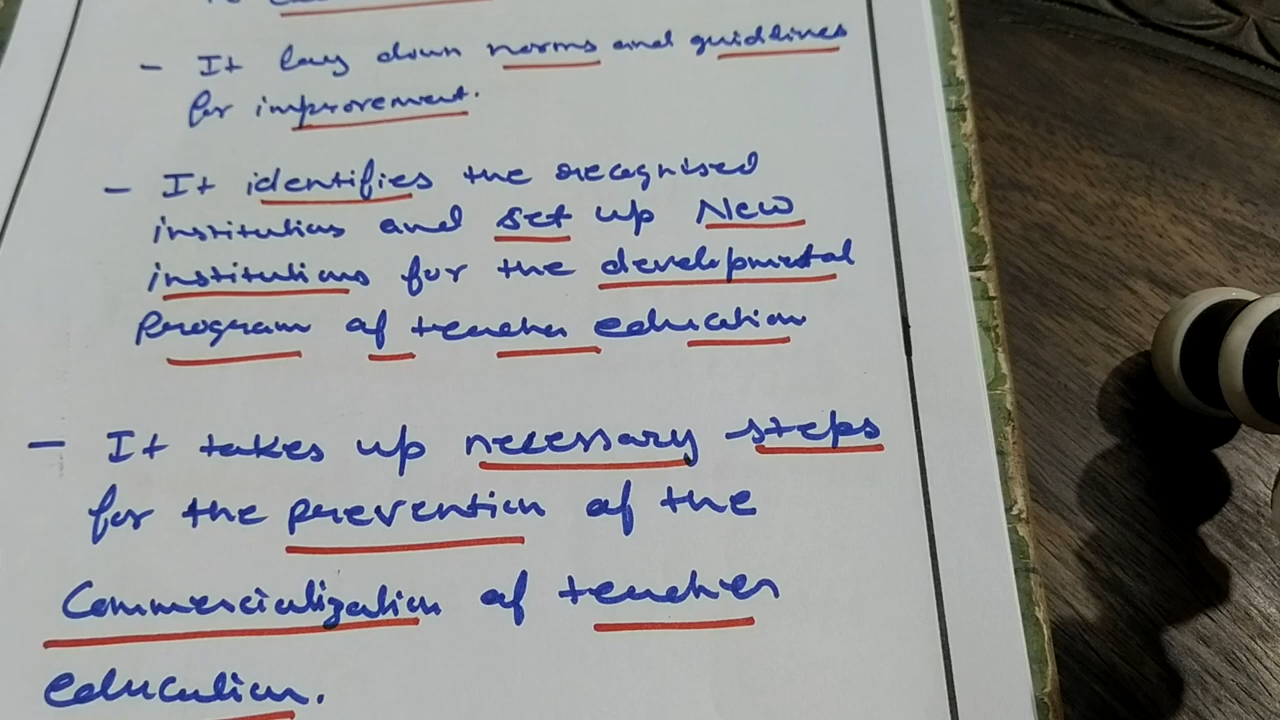 - It lay down norms and guidlines
for improvement.
- It identifies the recognised
institutions and set up New
institutions for the developmental
Program of teacher education
- It takes up necessary steps
for the prevention of the
Commercialization of teacher
education.